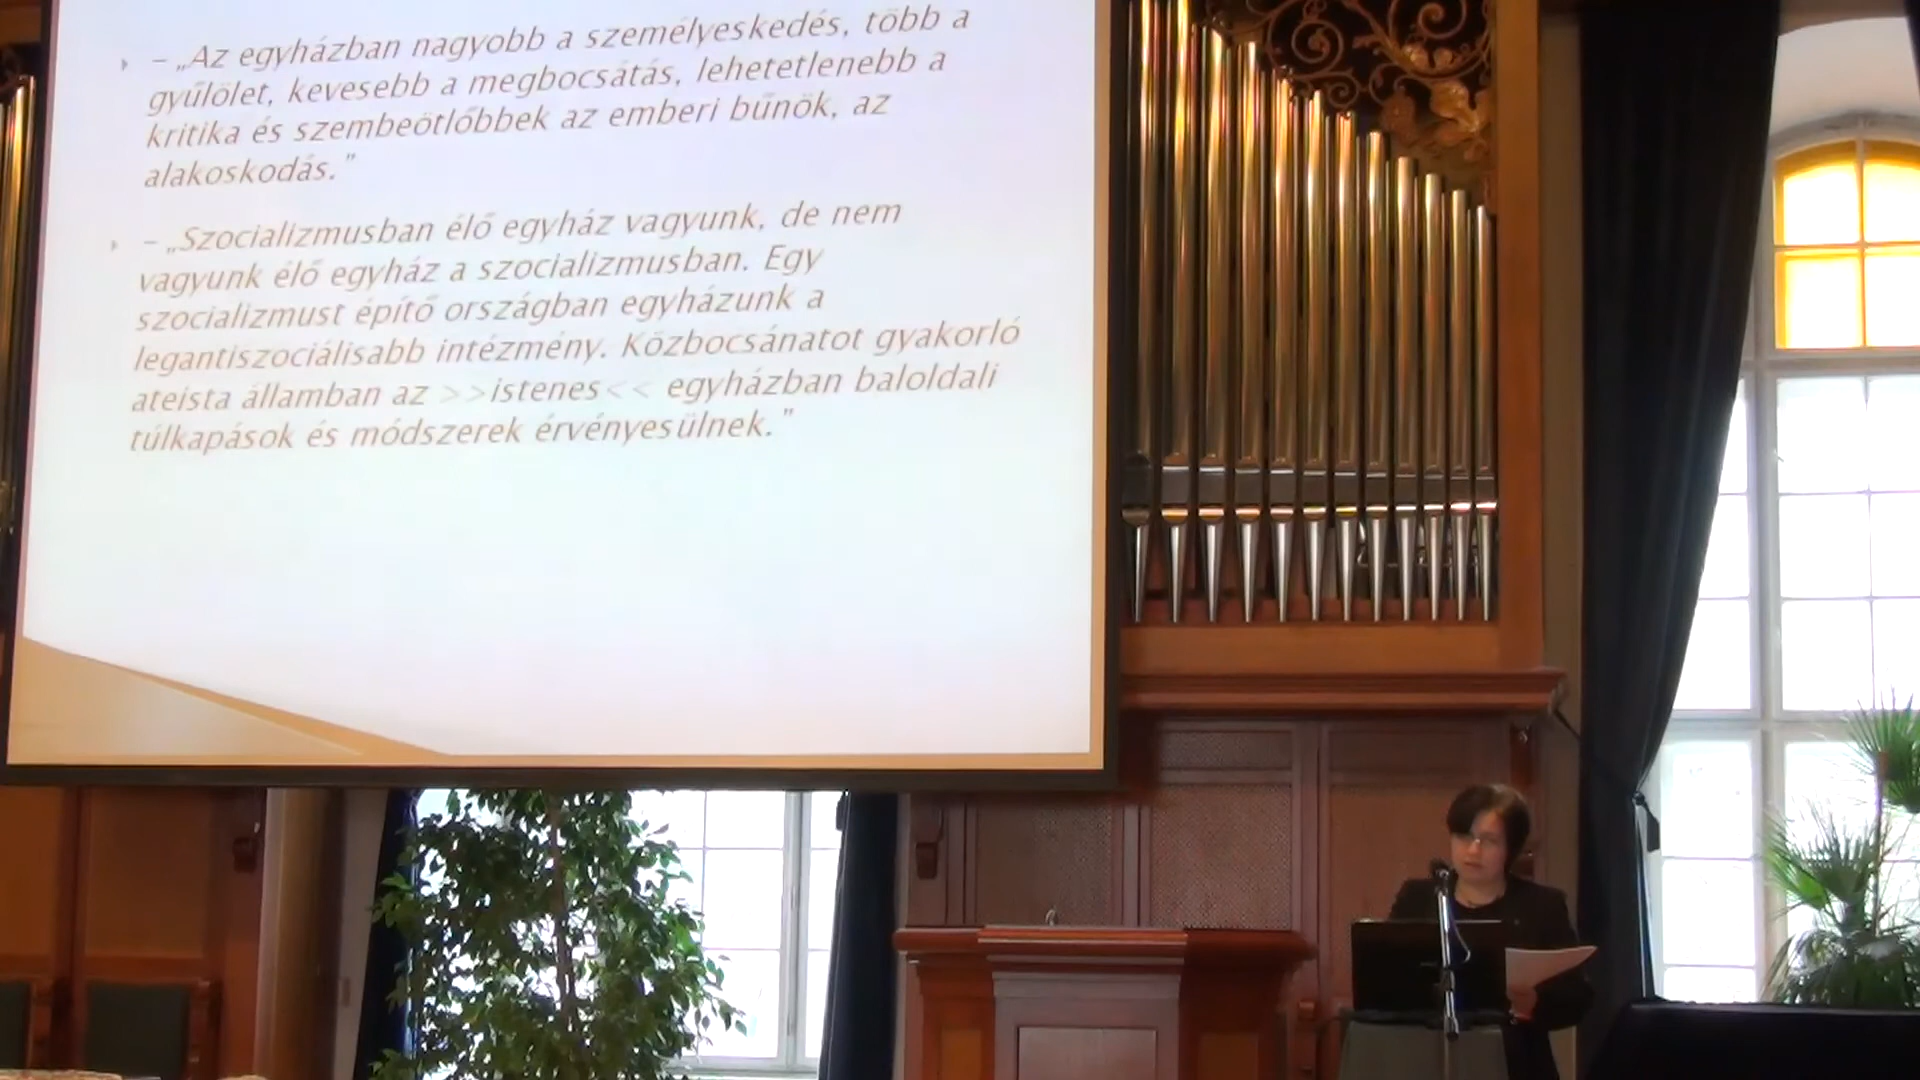 – „Az egyházban nagyobb a személyeskedés, több a
gyűlölet, kevesebb a megbocsátás, lehetetlenebb a
kritika és szembeötlőbbek az emberi bűnök, az
alakoskodás.”
– „Szocializmusban élő egyház vagyunk, de nem
vagyunk élő egyház a szocializmusban. Egy
szocializmust építő országban egyházunk a
legantiszociálisabb intézmény. Közbocsánatot gyakorló
ateista államban az >>istenes<< egyházban baloldali
túlkapások és módszerek érvényesülnek.”